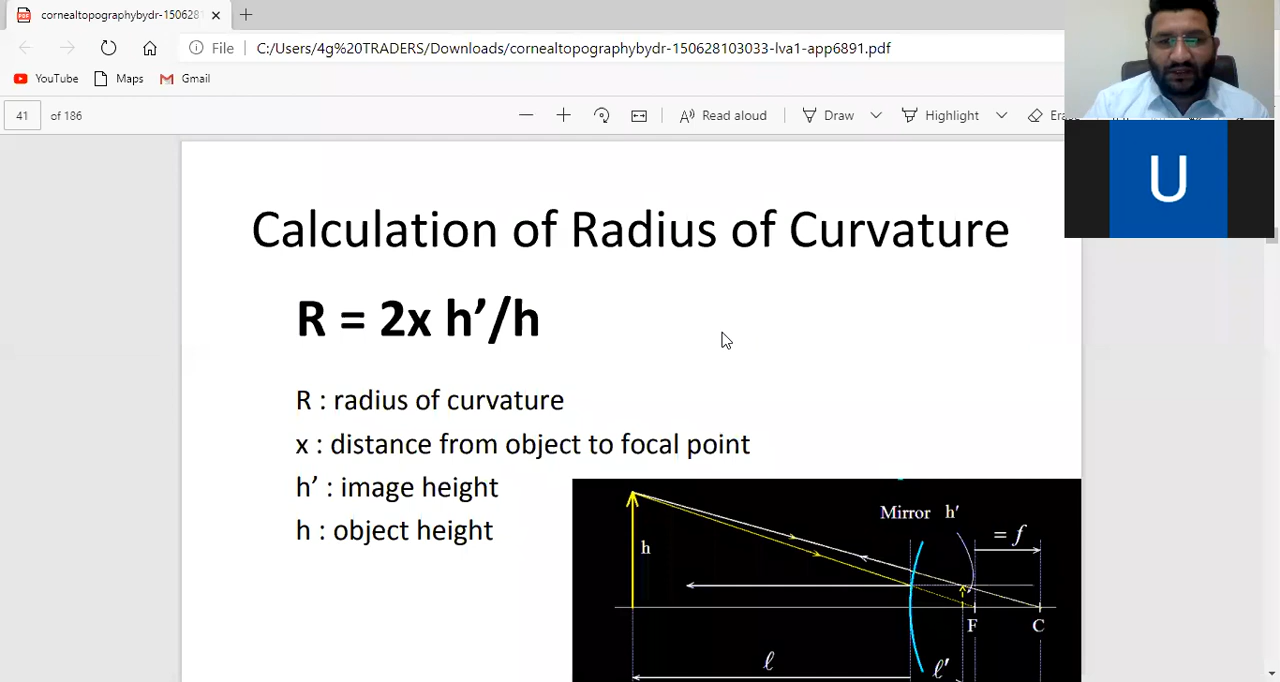 cornealtopographybydr-150628
File
C:/Users/4g%20TRADERS/Downloads/cornealtopographybydr-150628103033-lva1-app6891.pdf
YouTube
Maps
Gmail
41 of 186
Read aloud
Draw
Highlight
U
Calculation of Radius of Curvature
R = 2x h’/h
R : radius of curvature
x : distance from object to focal point
h’ : image height
h : object height
Mirror h′
= f
h
F
C
ℓ
ℓ′